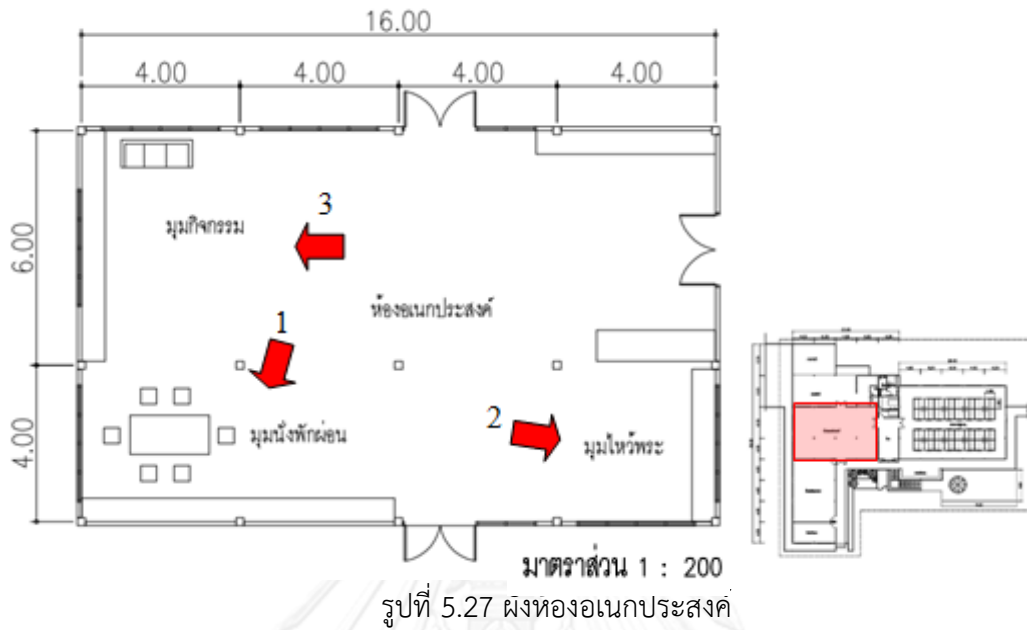 16.00
4.00 4.00 4.00 4.00
6.00
3
มุมกิจกรรม
ห้องอเนกประสงค์
1
4.00
2
มุมนั่งพักผ่อน
มุมไหว้พระ
มาตราส่วน 1 : 200
รูปที่ 5.27 ผังห้องอเนกประสงค์